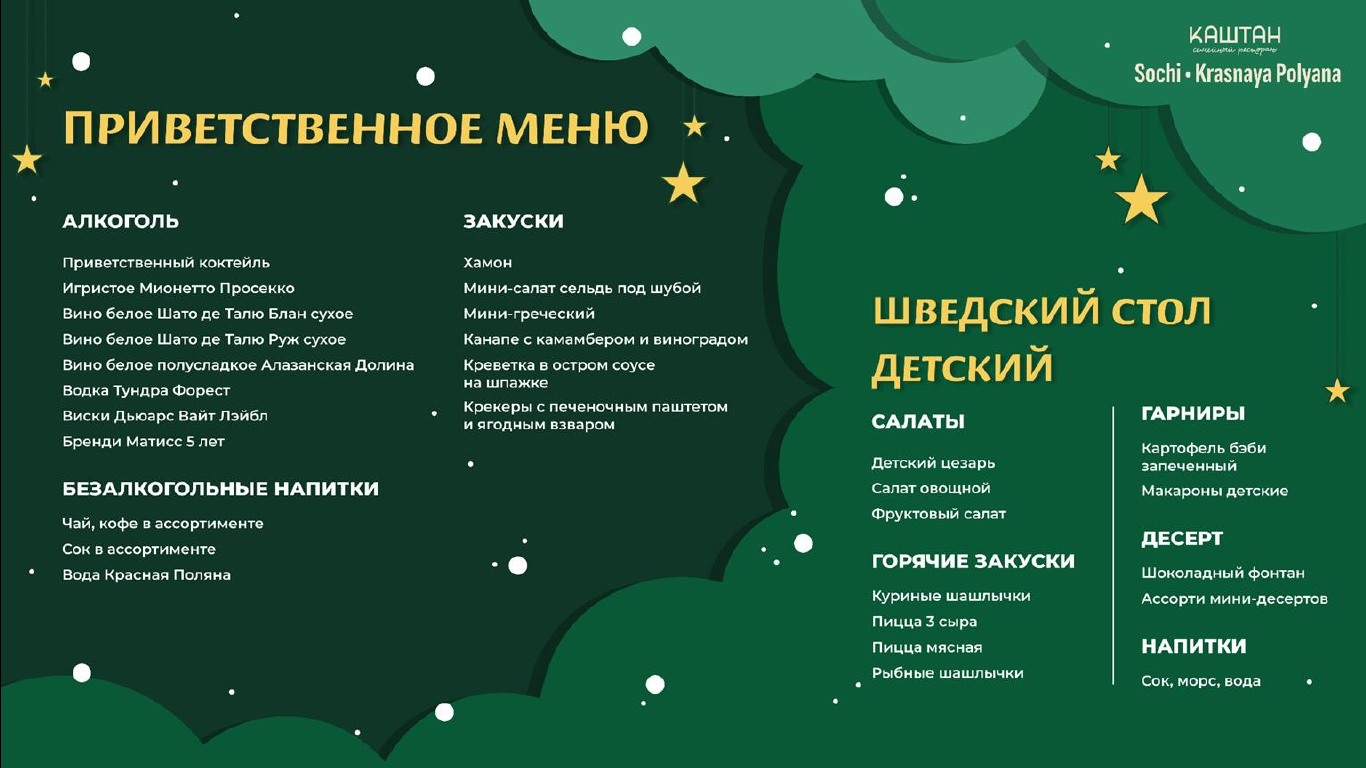 КАШТАН
семейный ресторан
Sochi • Krasnaya Polyana
ПРИВЕТСТВЕННОЕ МЕНЮ
АЛКОГОЛЬ
Приветственный коктейль
Игристое Мионетто Просекко
Вино белое Шато де Талю Блан сухое
Вино белое Шато де Талю Руж сухое
Вино белое полусладкое Алазанская Долина
Водка Тундра Форест
Виски Дьюарс Вайт Лэйбл
Бренди Матисс 5 лет
БЕЗАЛКОГОЛЬНЫЕ НАПИТКИ
Чай, кофе в ассортименте
Сок в ассортименте
Вода Красная Поляна
ЗАКУСКИ
Хамон
Мини-салат сельдь под шубой
Мини-греческий
Канапе с камамбером и виноградом
Креветка в остром соусе
на шпажке
Крекеры с печеночным паштетом
и ягодным взваром
ШВЕДСКИЙ СТОЛ
ДЕТСКИЙ
САЛАТЫ
Детский цезарь
Салат овощной
Фруктовый салат
ГОРЯЧИЕ ЗАКУСКИ
Куриные шашлычки
Пицца 3 сыра
Пицца мясная
Рыбные шашлычки
ГАРНИРЫ
Картофель бэби
запеченный
Макароны детские
ДЕСЕРТ
Шоколадный фонтан
Ассорти мини-десертов
НАПИТКИ
Сок, морс, вода